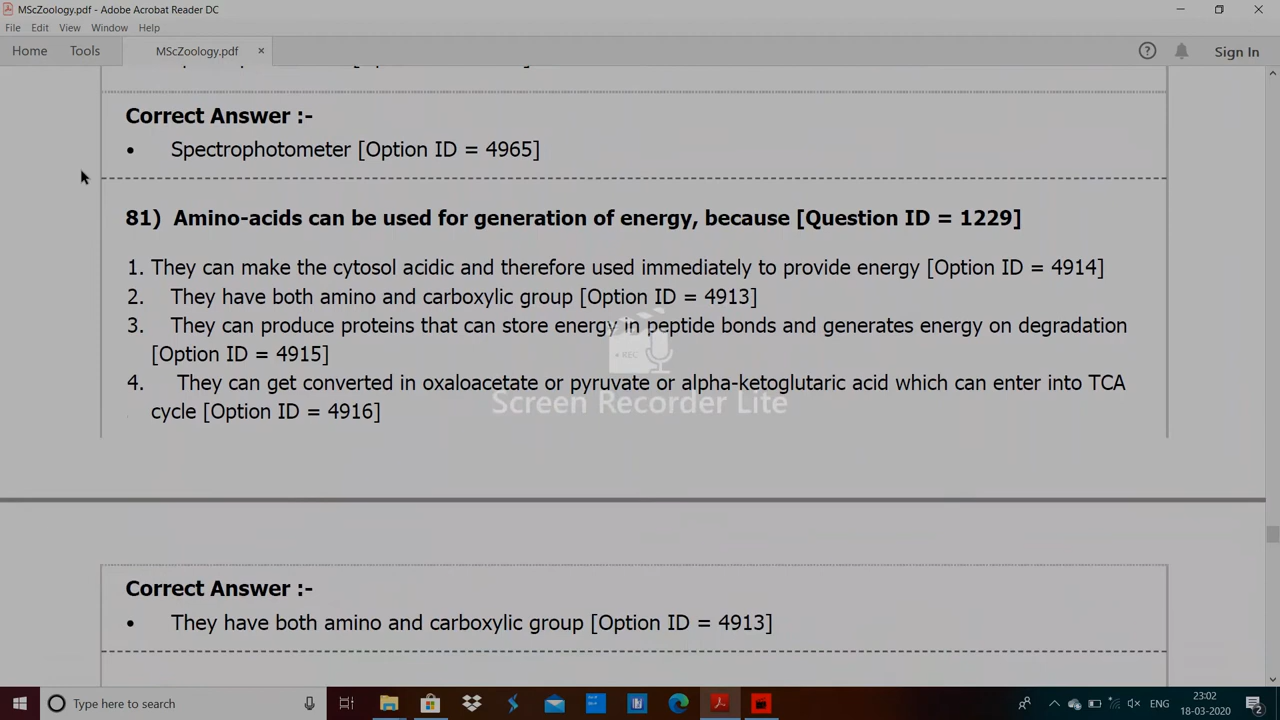 MScZoology.pdf - Adobe Acrobat Reader DC
File Edit View Window Help
Home Tools MScZoology.pdf × Sign In
Correct Answer :-
• Spectrophotometer [Option ID = 4965]
81) Amino-acids can be used for generation of energy, because [Question ID = 1229]
1. They can make the cytosol acidic and therefore used immediately to provide energy [Option ID = 4914]
2. They have both amino and carboxylic group [Option ID = 4913]
3. They can produce proteins that can store energy in peptide bonds and generates energy on degradation
[Option ID = 4915]
4. They can get converted in oxaloacetate or pyruvate or alpha-ketoglutaric acid which can enter into TCA
cycle [Option ID = 4916]
• REC
Screen Recorder Lite
Correct Answer :-
• They have both amino and carboxylic group [Option ID = 4913]
Type here to search
ENG
23:02
18-03-2020
2